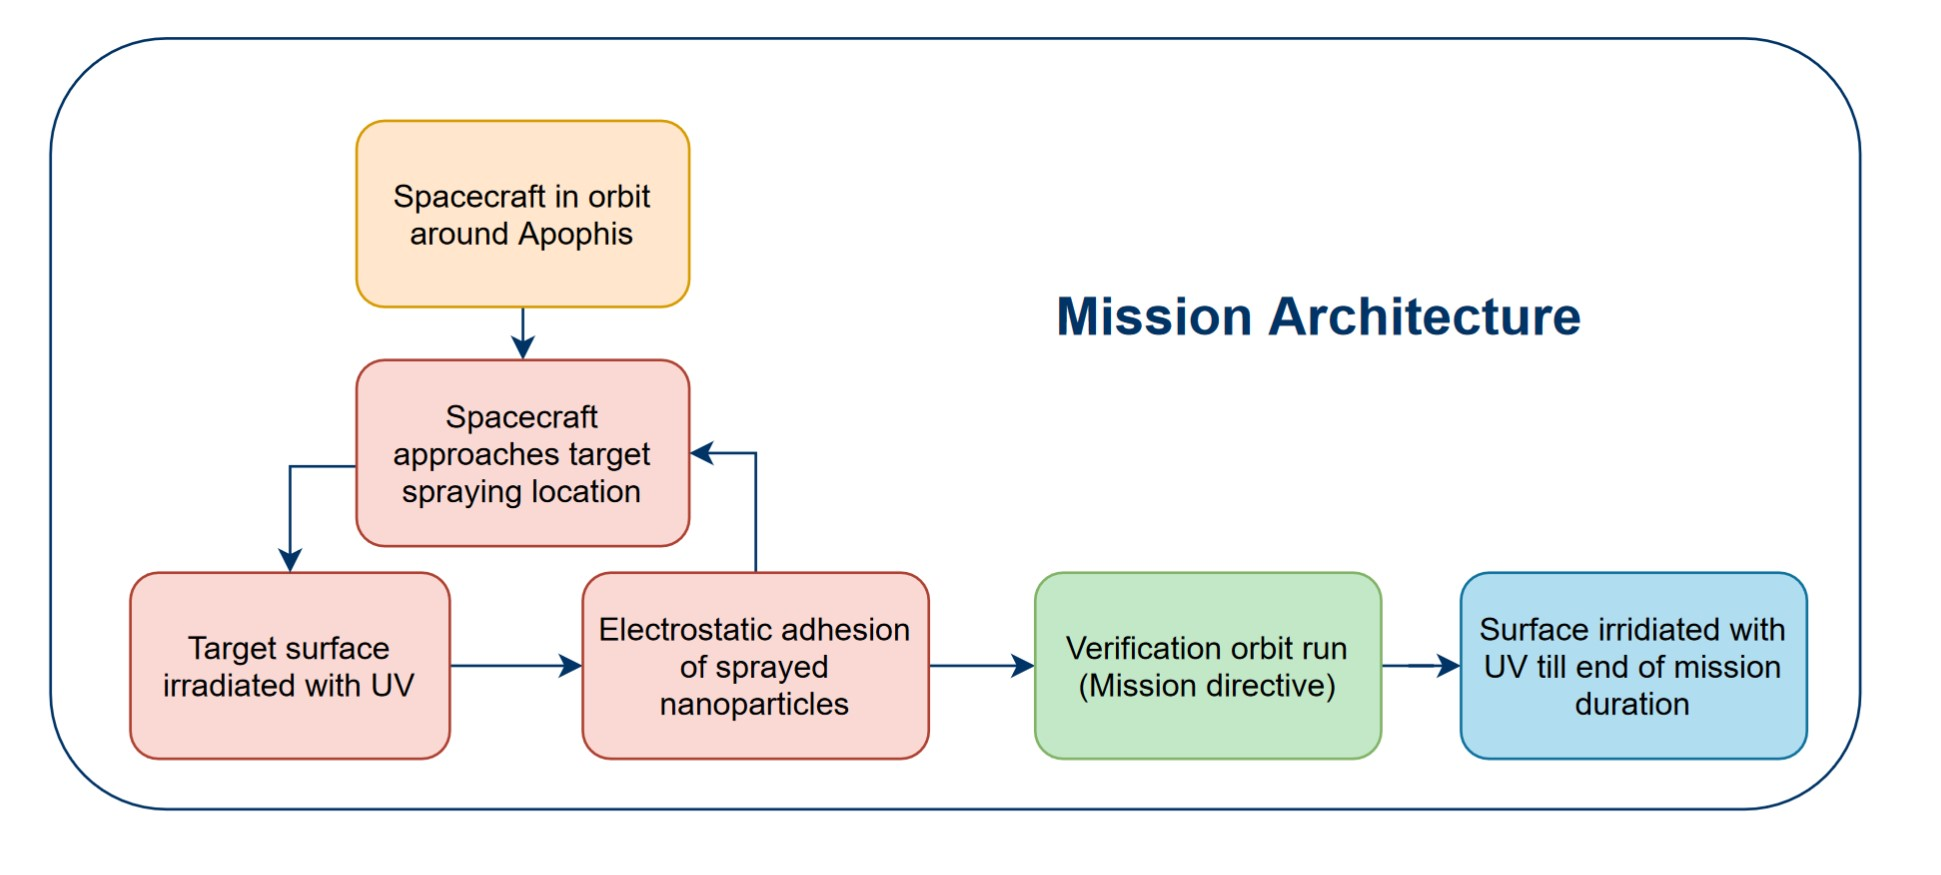 Spacecraft in orbit
around Apophis
Mission Architecture
Spacecraft
approaches target
spraying location
Target surface
irradiated with UV
Electrostatic adhesion
of sprayed
nanoparticles
Verification orbit run
(Mission directive)
Surface irridiated with
UV till end of mission
duration